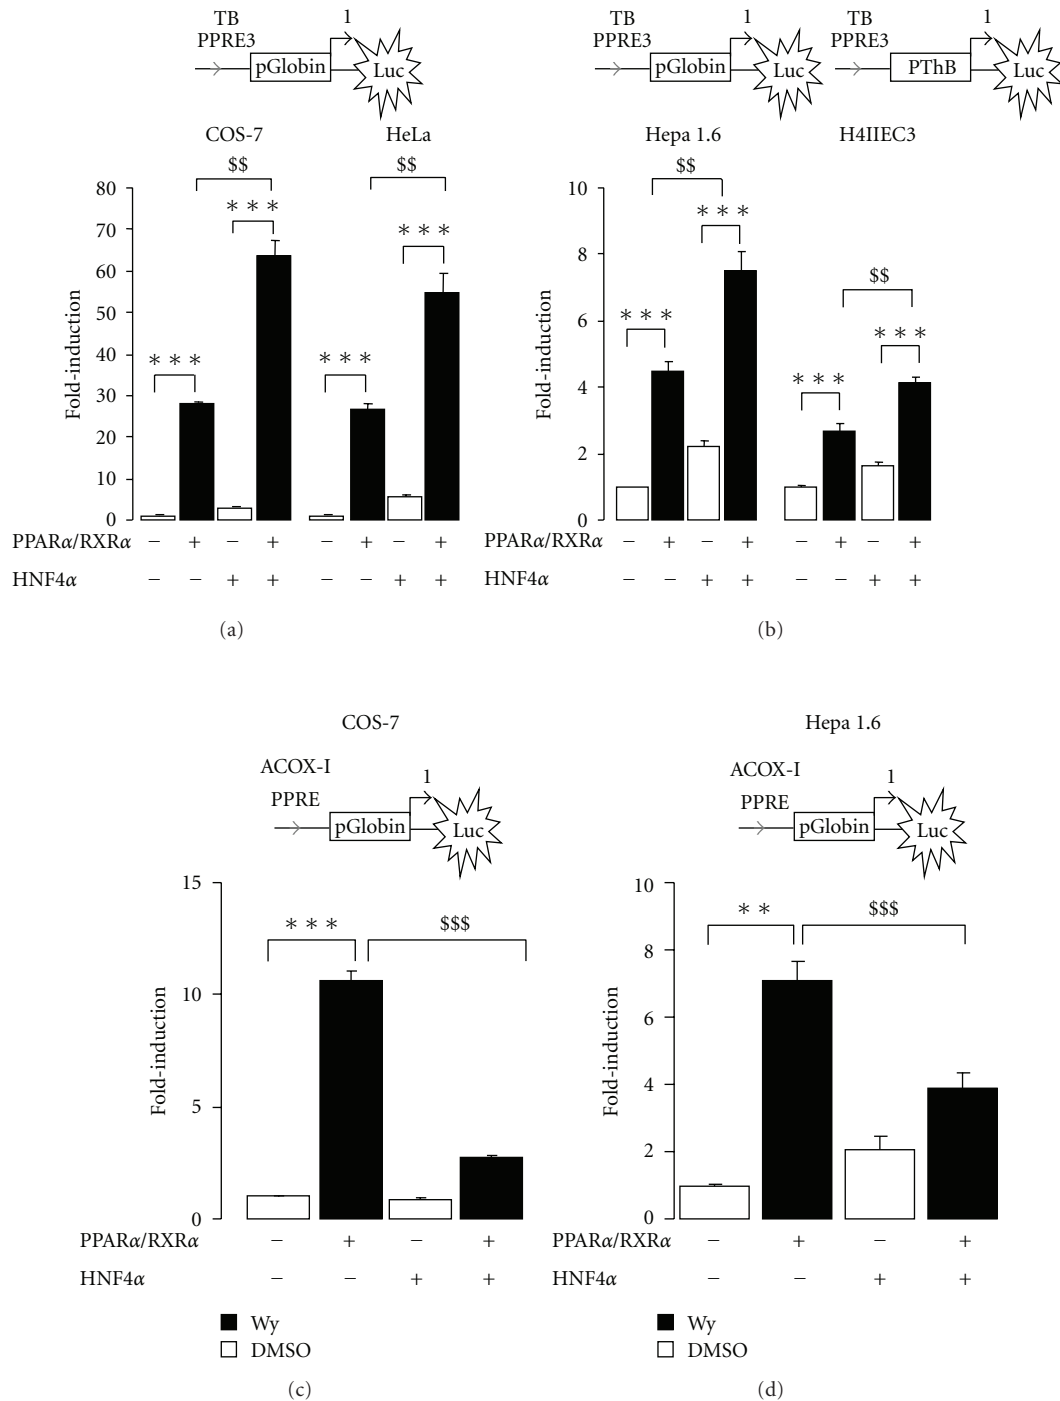 TB
PPRE3
1
pGlobin
Luc
TB
PPRE3
1
pGlobin
Luc
TB
PPRE3
1
PThB
Luc
COS-7
HeLa
Fold-induction
80
70
60
50
40
30
20
10
0
$$
$$
∗∗∗
∗∗∗
∗∗∗
∗∗∗
PPARα/RXRα − + − + − + − +
HNF4α − − + + − − + +
(a)
Hepa 1.6
H4IIEC3
Fold-induction
10
8
6
4
2
0
$$
$$
∗∗∗
∗∗∗
∗∗∗
∗∗∗
PPARα/RXRα − + − + − + − +
HNF4α − − + + − − + +
(b)
COS-7
ACOX-I
PPRE
1
pGlobin
Luc
Fold-induction
15
10
5
0
∗∗∗
$$$
PPARα/RXRα − + − +
HNF4α − − + +
Wy
DMSO
(c)
Hepa 1.6
ACOX-I
PPRE
1
pGlobin
Luc
Fold-induction
10
8
6
4
2
0
∗∗
$$$
PPARα/RXRα − + − +
HNF4α − − + +
Wy
DMSO
(d)